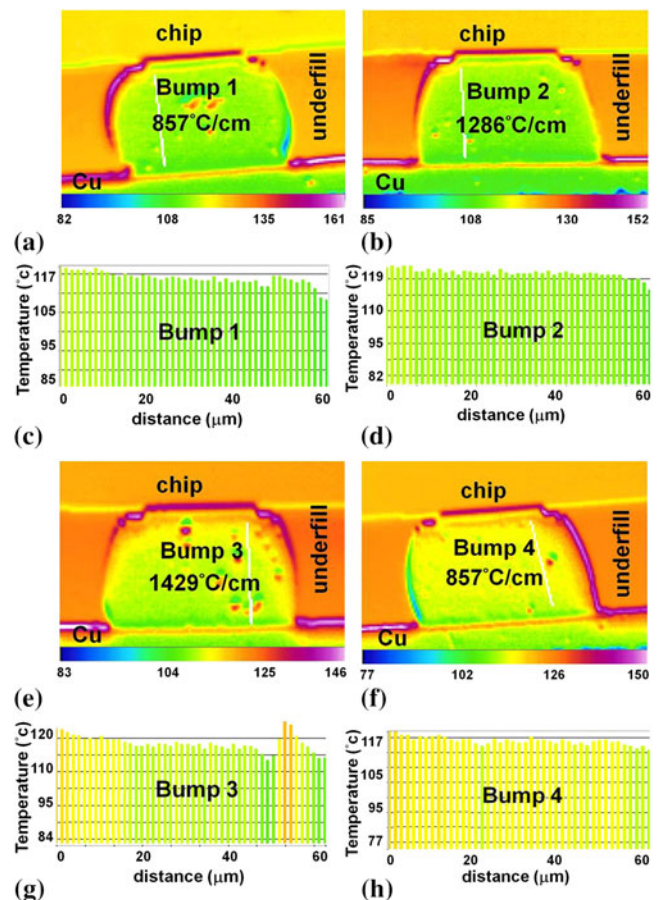 chip
Bump 1
857°C/cm
underfill
Cu
82 108 135 161
(a)
chip
Bump 2
1286°C/cm
underfill
85 108 130 152
(b)
Temperature (°c)
117
105
95
85
Bump 1
0 20 40 60
distance (μm)
(c)
Temperature (°c)
119
110
95
82
Bump 2
0 20 40 60
distance (μm)
(d)
chip
Bump 3
1429°C/cm
underfill
Cu
83 104 125 146
(e)
chip
Bump 4
857°C/cm
underfill
77 102 126 150
(f)
Temperature (°c)
120
110
95
84
Bump 3
0 20 40 60
distance (μm)
(g)
Temperature (°c)
117
105
95
77
Bump 4
0 20 40 60
distance (μm)
(h)